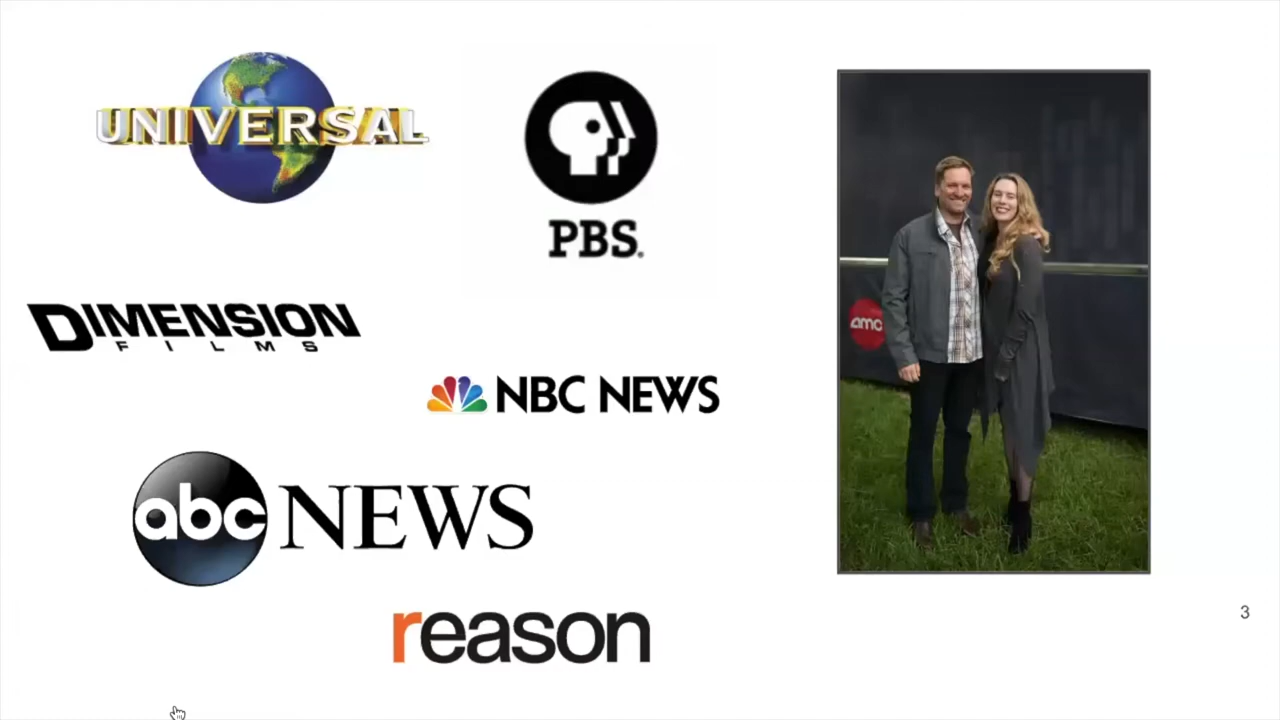 UNIVERSAL
PBS.
DIMENSION
FILMS
NBC NEWS
abc NEWS
reason
amc
3